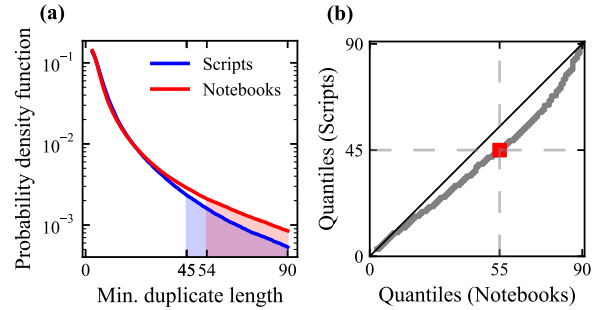 (a)
Probability density function
10⁻¹
10⁻²
10⁻³
Scripts
Notebooks
0
45
54
90
Min. duplicate length
(b)
Quantiles (Scripts)
90
45
0
0
55
90
Quantiles (Notebooks)